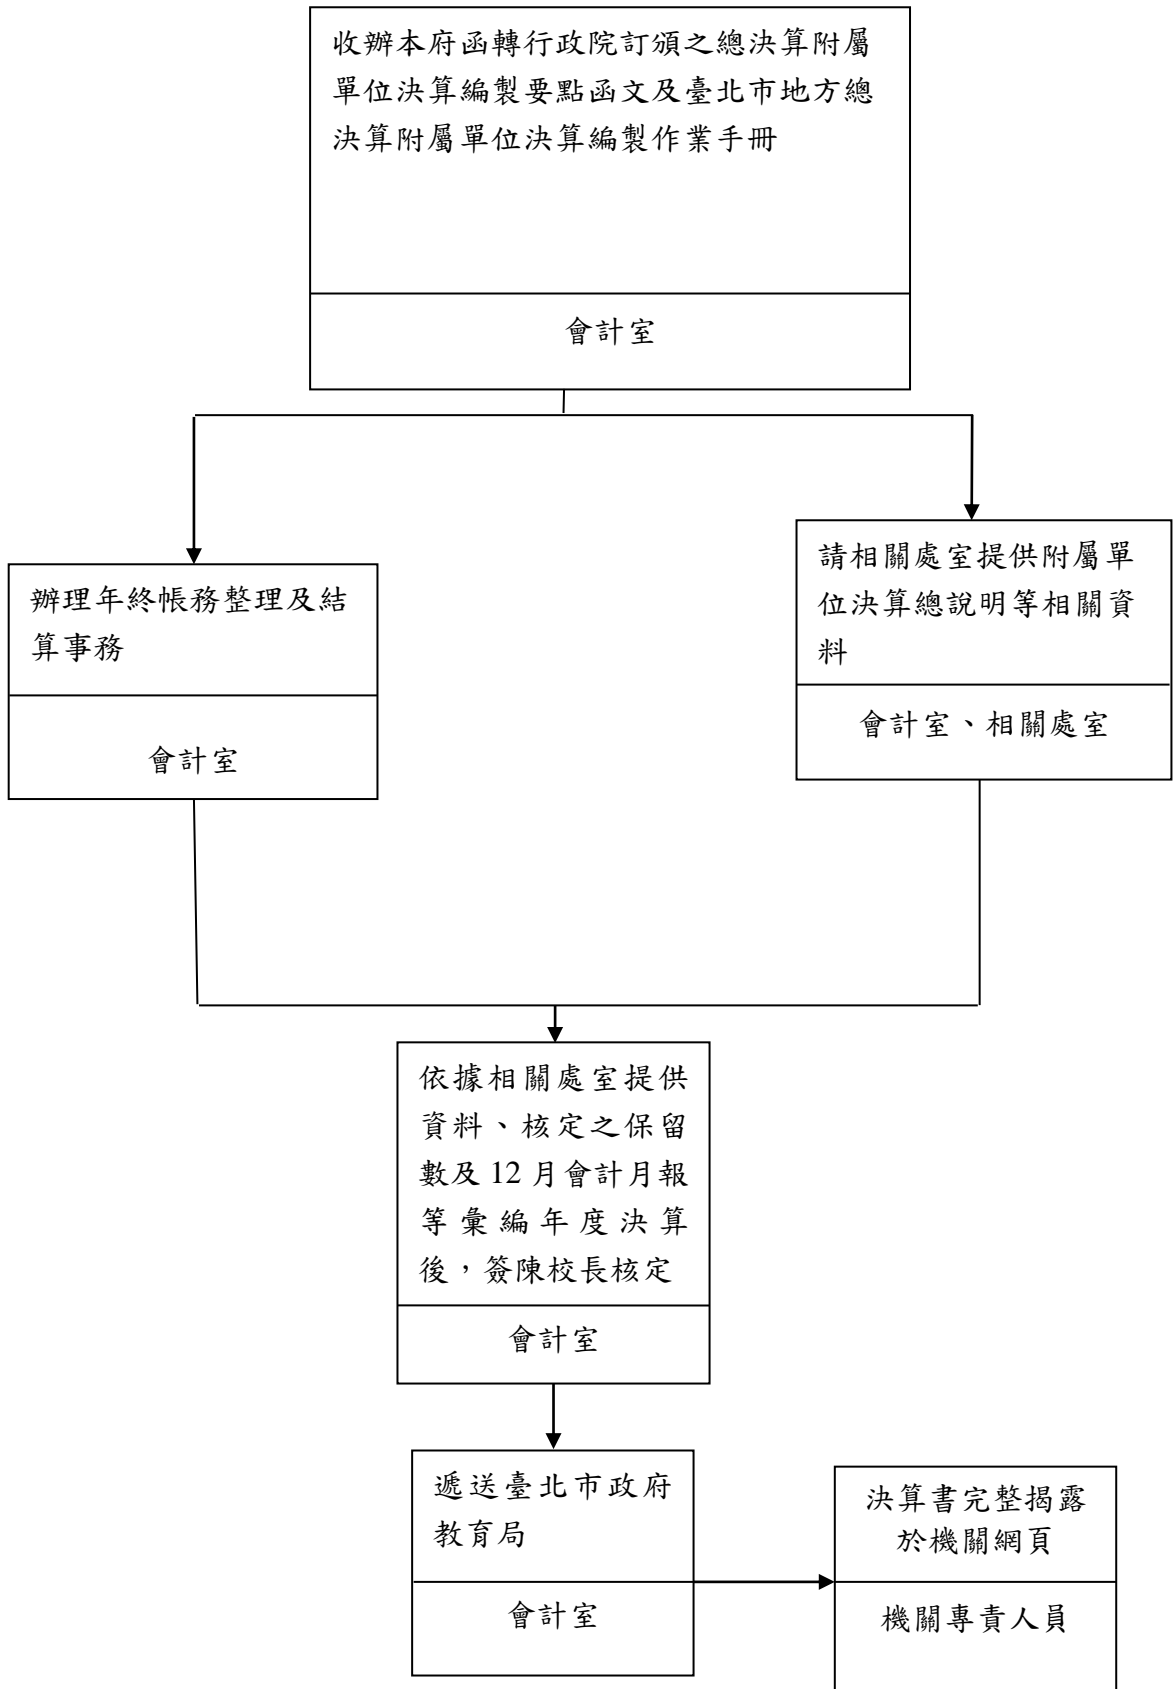 收辦本府函轉行政院訂頒之總決算附屬
單位決算編製要點函文及臺北市地方總
決算附屬單位決算編製作業手冊
會計室
辦理年終帳務整理及結
算事務
會計室
請相關處室提供附屬單
位決算總說明等相關資
料
會計室、相關處室
依據相關處室提供
資料、核定之保留
數及 12 月會計月報
等彙編年度決算
後，簽陳校長核定
會計室
遞送臺北市政府
教育局
會計室
決算書完整揭露
於機關網頁
機關專責人員